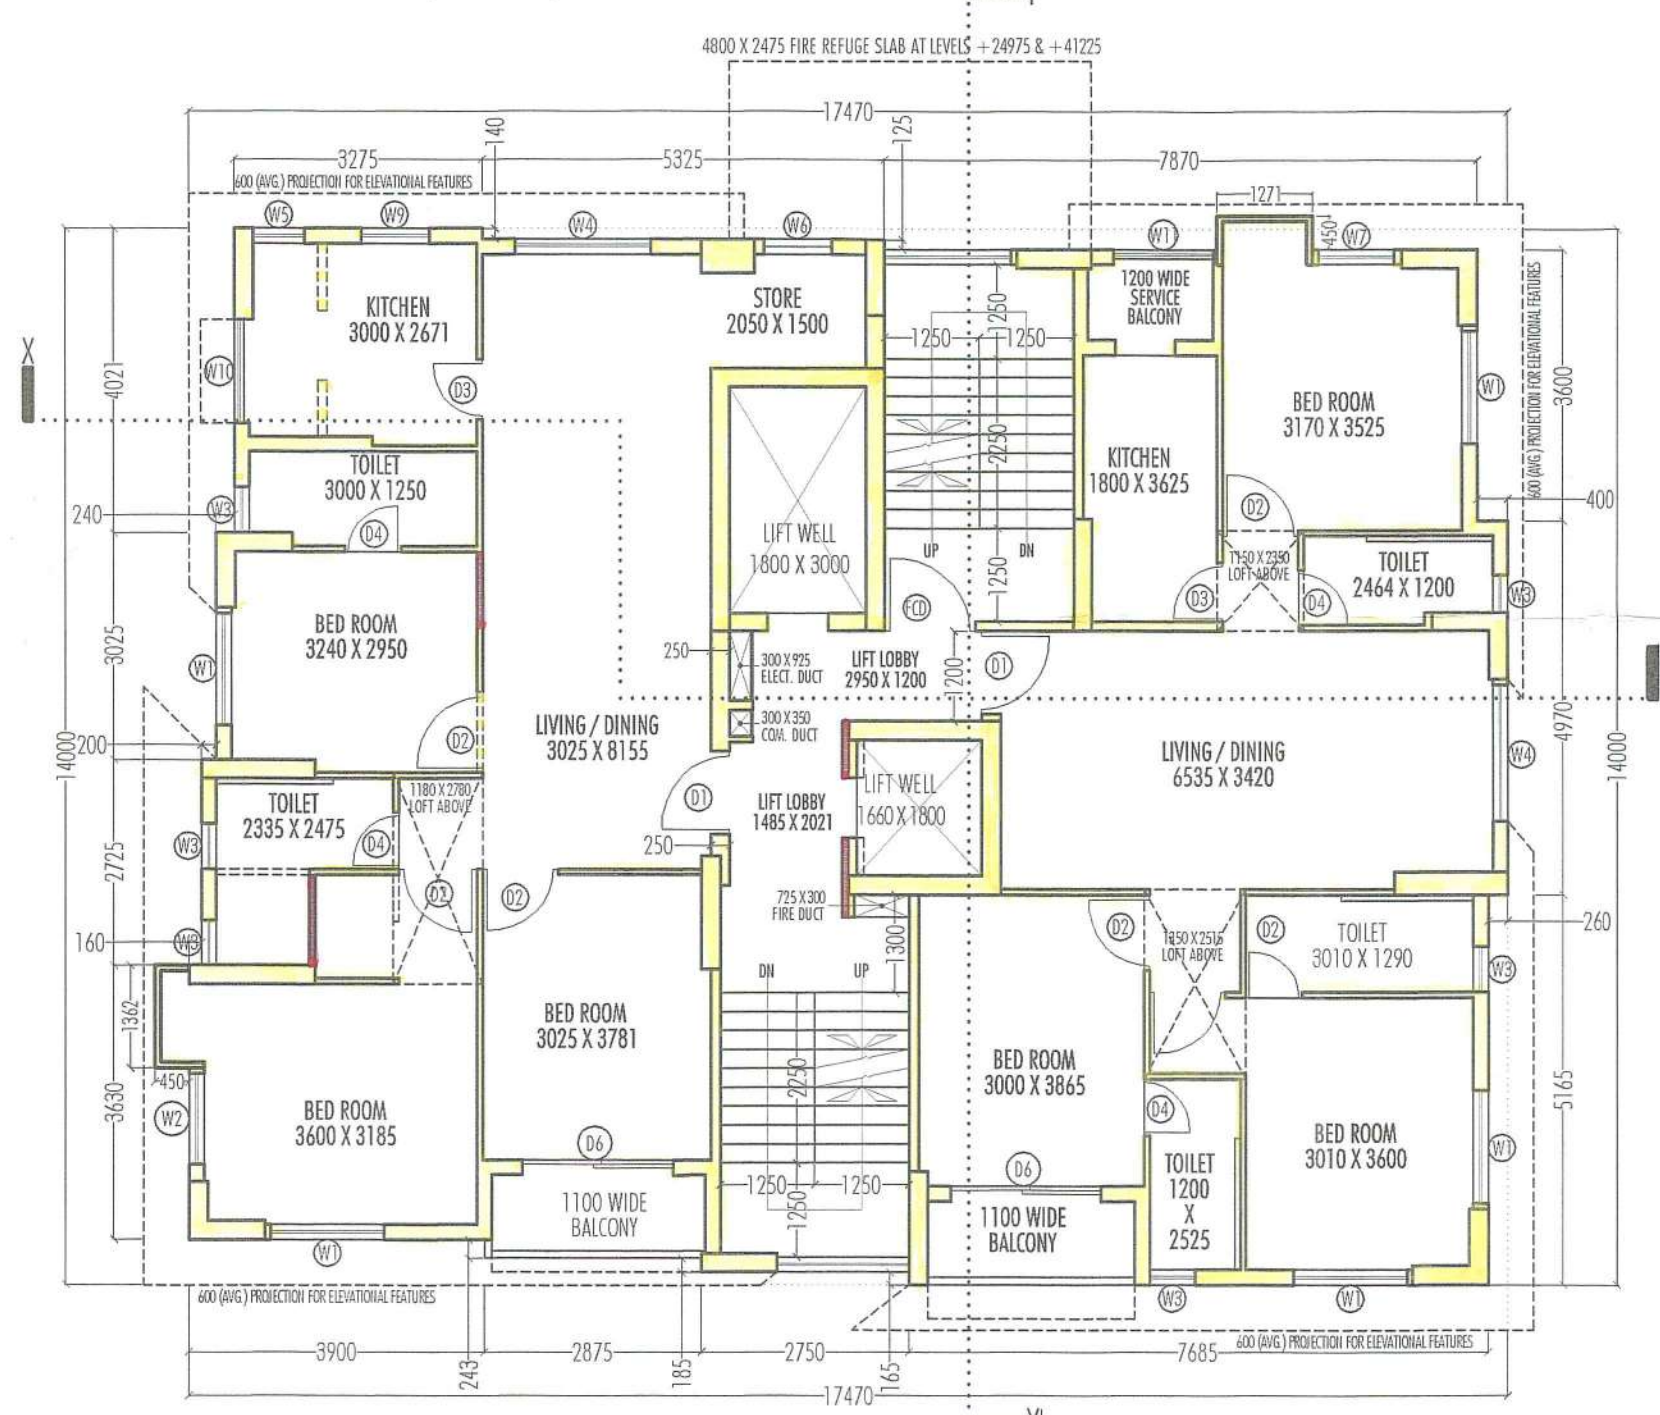 4800 X 2475 FIRE REFUGE SLAB AT LEVELS +24975 & +41225
17470
140
125
3275
5325
7870
600 (AVG.) PROJECTION FOR ELEVATIONAL FEATURES
1271
W5
W9
W4
W6
W1
450
W7
KITCHEN
3000 X 2671
STORE
2050 X 1500
1200 WIDE
SERVICE
BALCONY
1250
1250
1250
X
W10
4021
D3
BED ROOM
3170 X 3525
W1
3600
600 (AVG.) PROJECTION FOR ELEVATIONAL FEATURES
TOILET
3000 X 1250
KITCHEN
1800 X 3625
2250
240
W3
D4
D2
400
LIFT WELL
1800 X 3000
UP
DN
1250
LOFT ABOVE
TOILET
2464 X 1200
W3
FCD
D3
D4
BED ROOM
3240 X 2950
3025
W1
250
300 X 925
ELECT. DUCT
LIFT LOBBY
2950 X 1200
1200
D1
300 X 350
COM. DUCT
LIVING / DINING
3025 X 8155
D2
200
14000
LIVING / DINING
6535 X 3420
W4
4970
14000
1180 X 2780
LOFT ABOVE
TOILET
2335 X 2475
D4
W3
D1
LIFT LOBBY
1485 X 2021
LIFT WELL
1660 X 1800
250
2725
D2
725 X 300
FIRE DUCT
1300
D2
LOFT ABOVE
D2
TOILET
3010 X 1290
260
160
W3
W3
DN
UP
1362
BED ROOM
3025 X 3781
BED ROOM
3000 X 3865
450
W2
3630
BED ROOM
3600 X 3185
2250
D4
BED ROOM
3010 X 3600
W1
5165
D6
D6
TOILET
1200
X
2525
1250
1250
1250
1100 WIDE
BALCONY
1100 WIDE
BALCONY
W1
W3
W1
600 (AVG.) PROJECTION FOR ELEVATIONAL FEATURES
600 (AVG.) PROJECTION FOR ELEVATIONAL FEATURES
3900
243
2875
185
2750
165
7685
17470